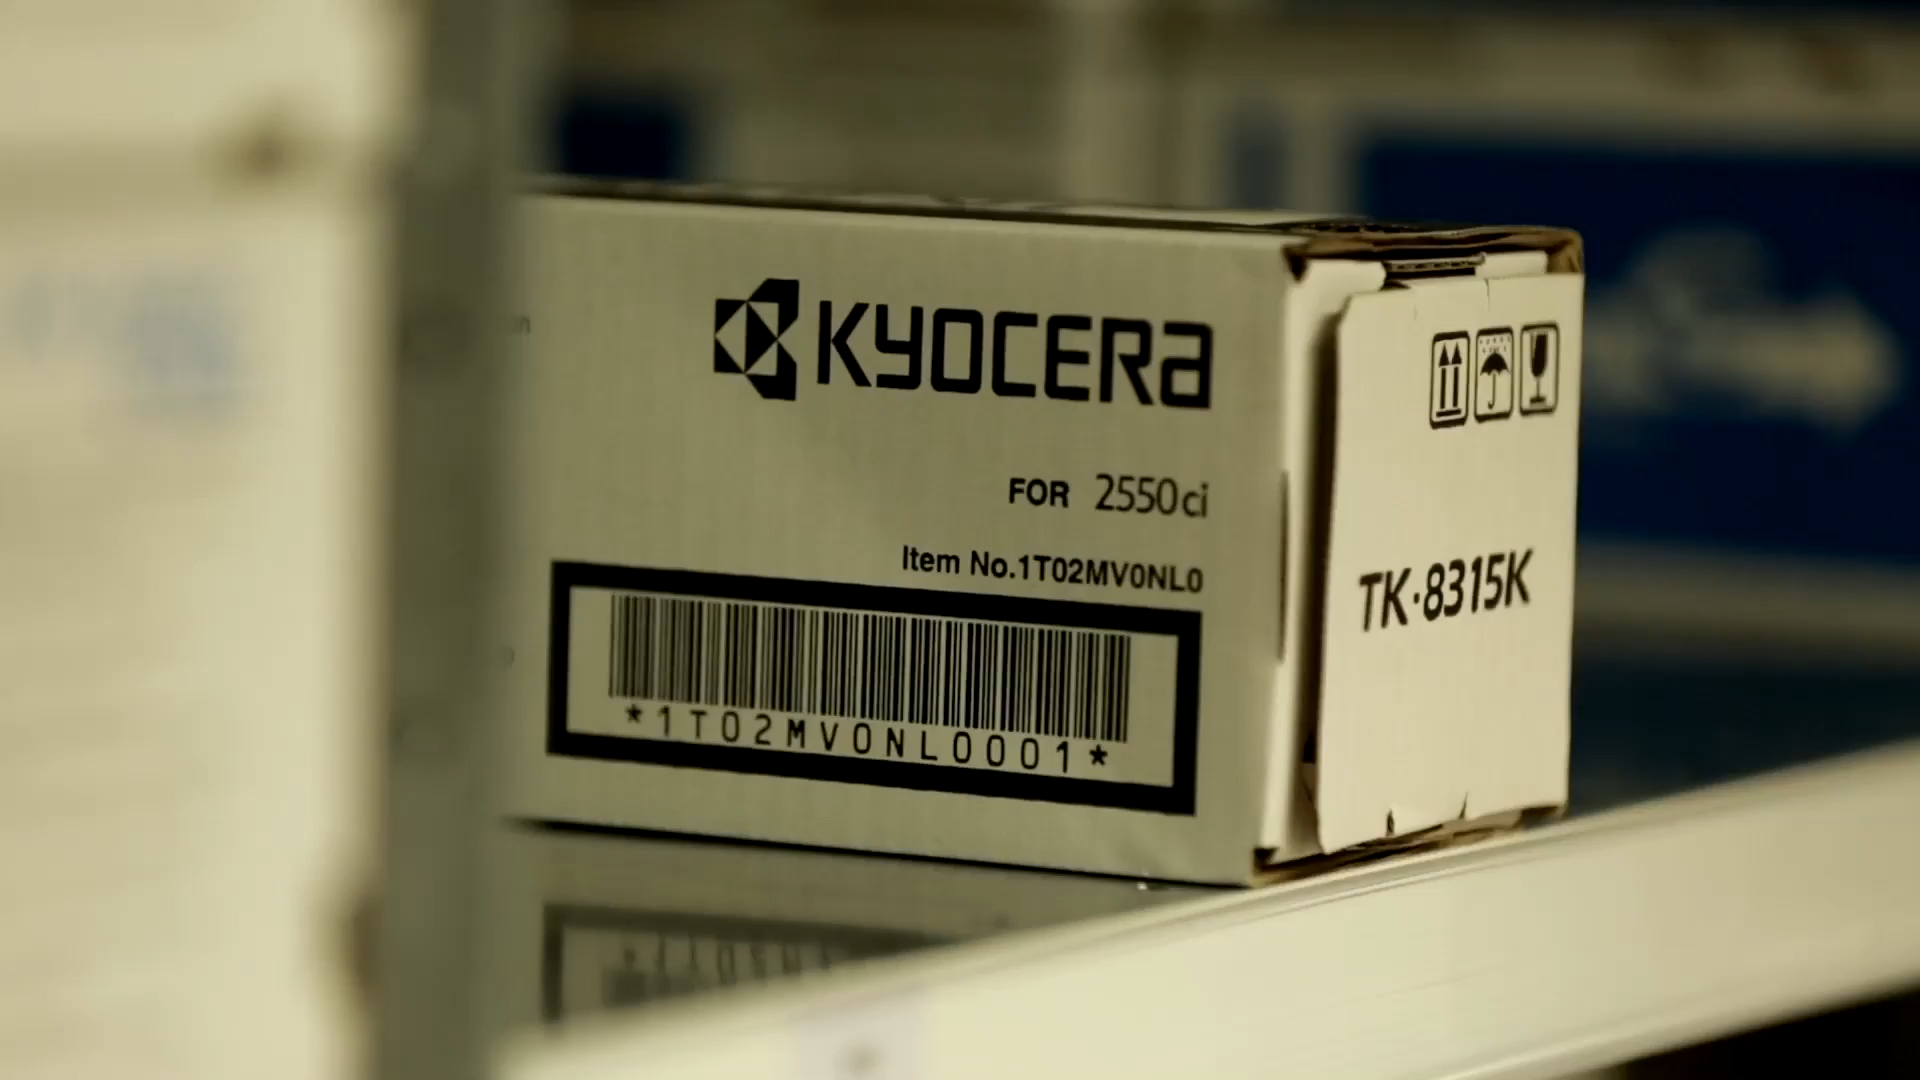 KYOCERA
FOR 2550ci
Item No.1T02MV0NL0
*1T02MV0NL0001*
TK-8315K